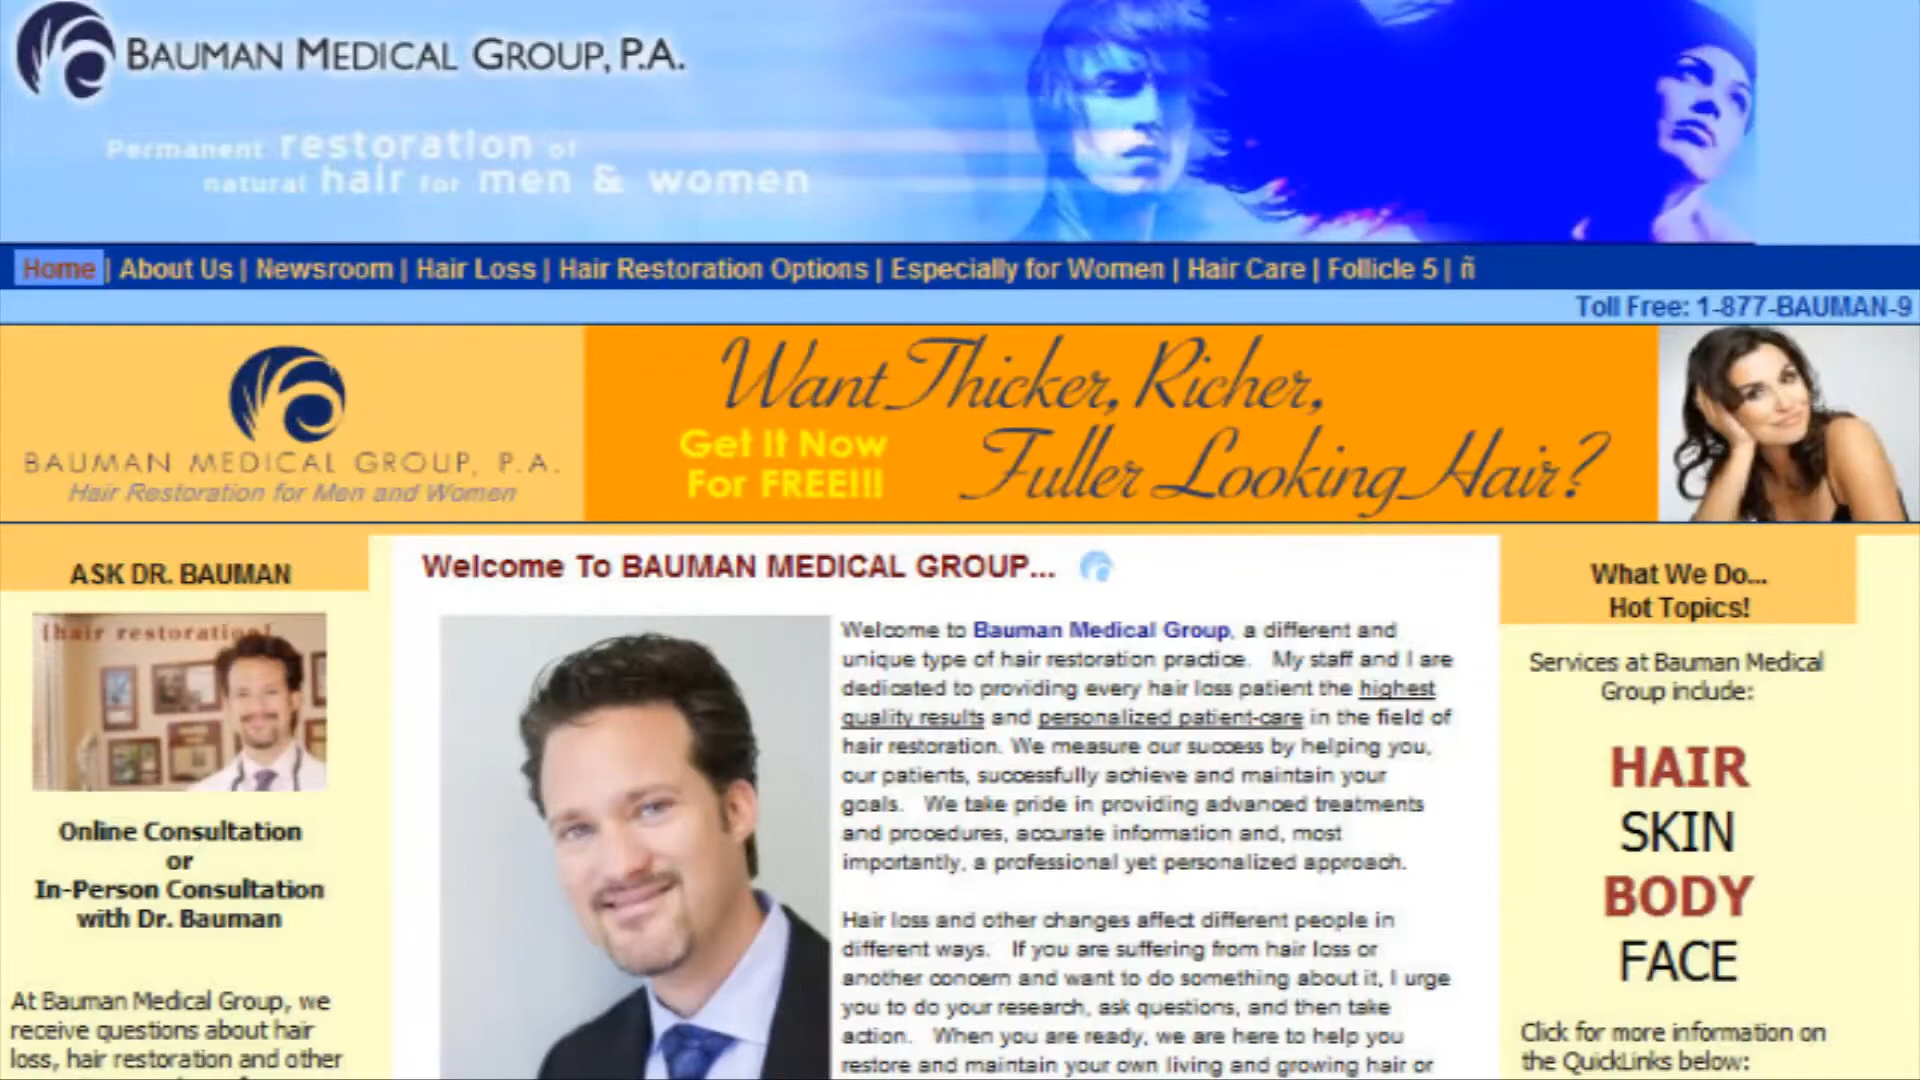 BAUMAN MEDICAL GROUP, P.A.
Permanent restoration of
natural hair for men & women
Home | About Us | Newsroom | Hair Loss | Hair Restoration Options | Especially for Women | Hair Care | Follicle 5 | ñ
Toll Free: 1-877-BAUMAN-9
BAUMAN MEDICAL GROUP, P.A.
Hair Restoration for Men and Women
Want Thicker, Richer,
Fuller Looking Hair?
Get It Now
For FREE!!!
ASK DR. BAUMAN
[hair restoration]
Online Consultation
or
In-Person Consultation
with Dr. Bauman
At Bauman Medical Group, we
receive questions about hair
loss, hair restoration and other
Welcome To BAUMAN MEDICAL GROUP...
Welcome to Bauman Medical Group, a different and
unique type of hair restoration practice. My staff and I are
dedicated to providing every hair loss patient the highest
quality results and personalized patient-care in the field of
hair restoration. We measure our success by helping you,
our patients, successfully achieve and maintain your
goals. We take pride in providing advanced treatments
and procedures, accurate information and, most
importantly, a professional yet personalized approach.
Hair loss and other changes affect different people in
different ways. If you are suffering from hair loss or
another concern and want to do something about it, I urge
you to do your research, ask questions, and then take
action. When you are ready, we are here to help you
restore and maintain your own living and growing hair or
What We Do...
Hot Topics!
Services at Bauman Medical
Group include:
HAIR
SKIN
BODY
FACE
Click for more information on
the QuickLinks below: